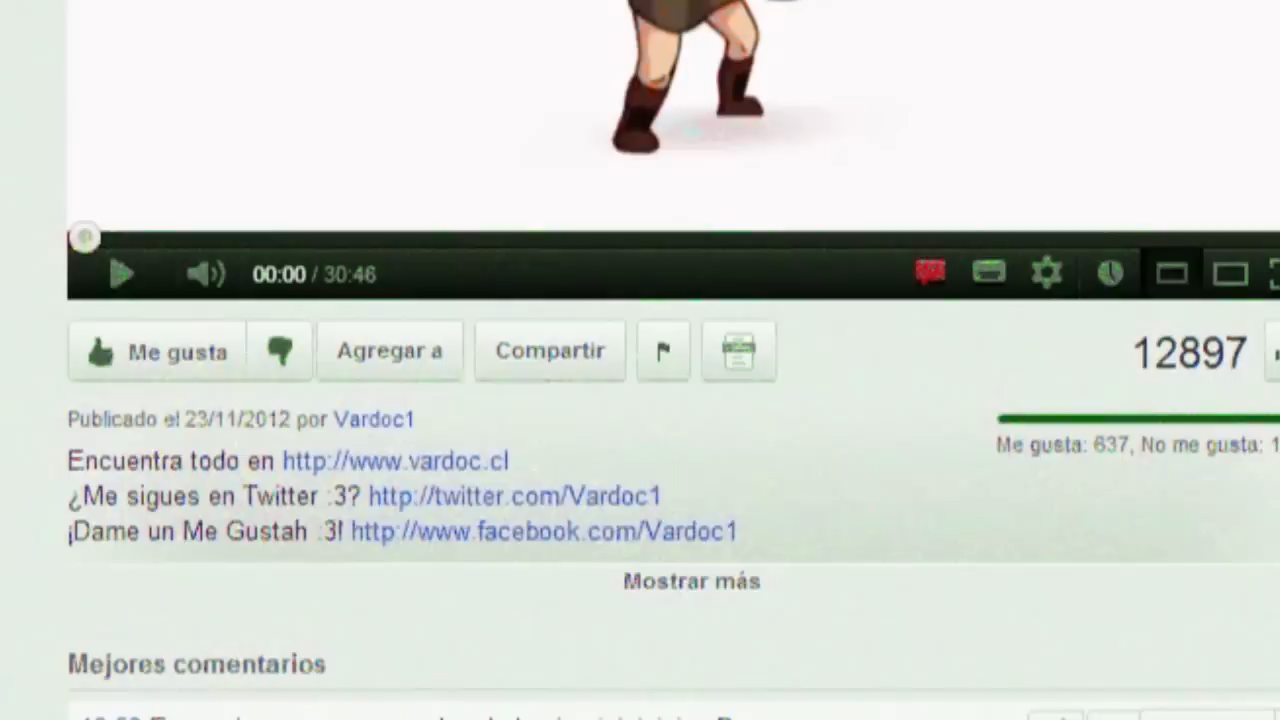 00:00 / 30:46
Me gusta
Agregar a
Compartir
12897
Publicado el 23/11/2012 por Vardoc1
Me gusta: 637, No me gusta: 1
Encuentra todo en http://www.vardoc.cl
¿Me sigues en Twitter :3? http://twitter.com/Vardoc1
¡Dame un Me Gustah :3! http://www.facebook.com/Vardoc1
Mostrar más
Mejores comentarios